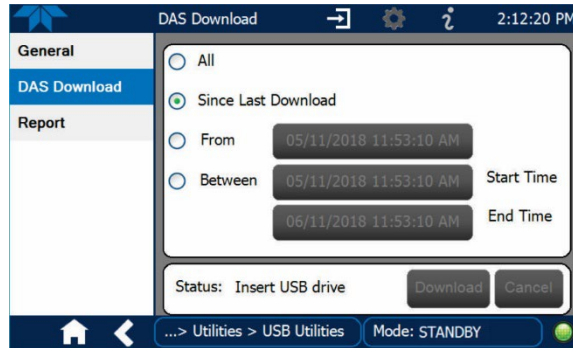 DAS Download
2:12:20 PM
General
DAS Download
Report
All
Since Last Download
From 05/11/2018 11:53:10 AM
Between 05/11/2018 11:53:10 AM Start Time
06/11/2018 11:53:10 AM End Time
Status: Insert USB drive Download Cancel
...> Utilities > USB Utilities Mode: STANDBY